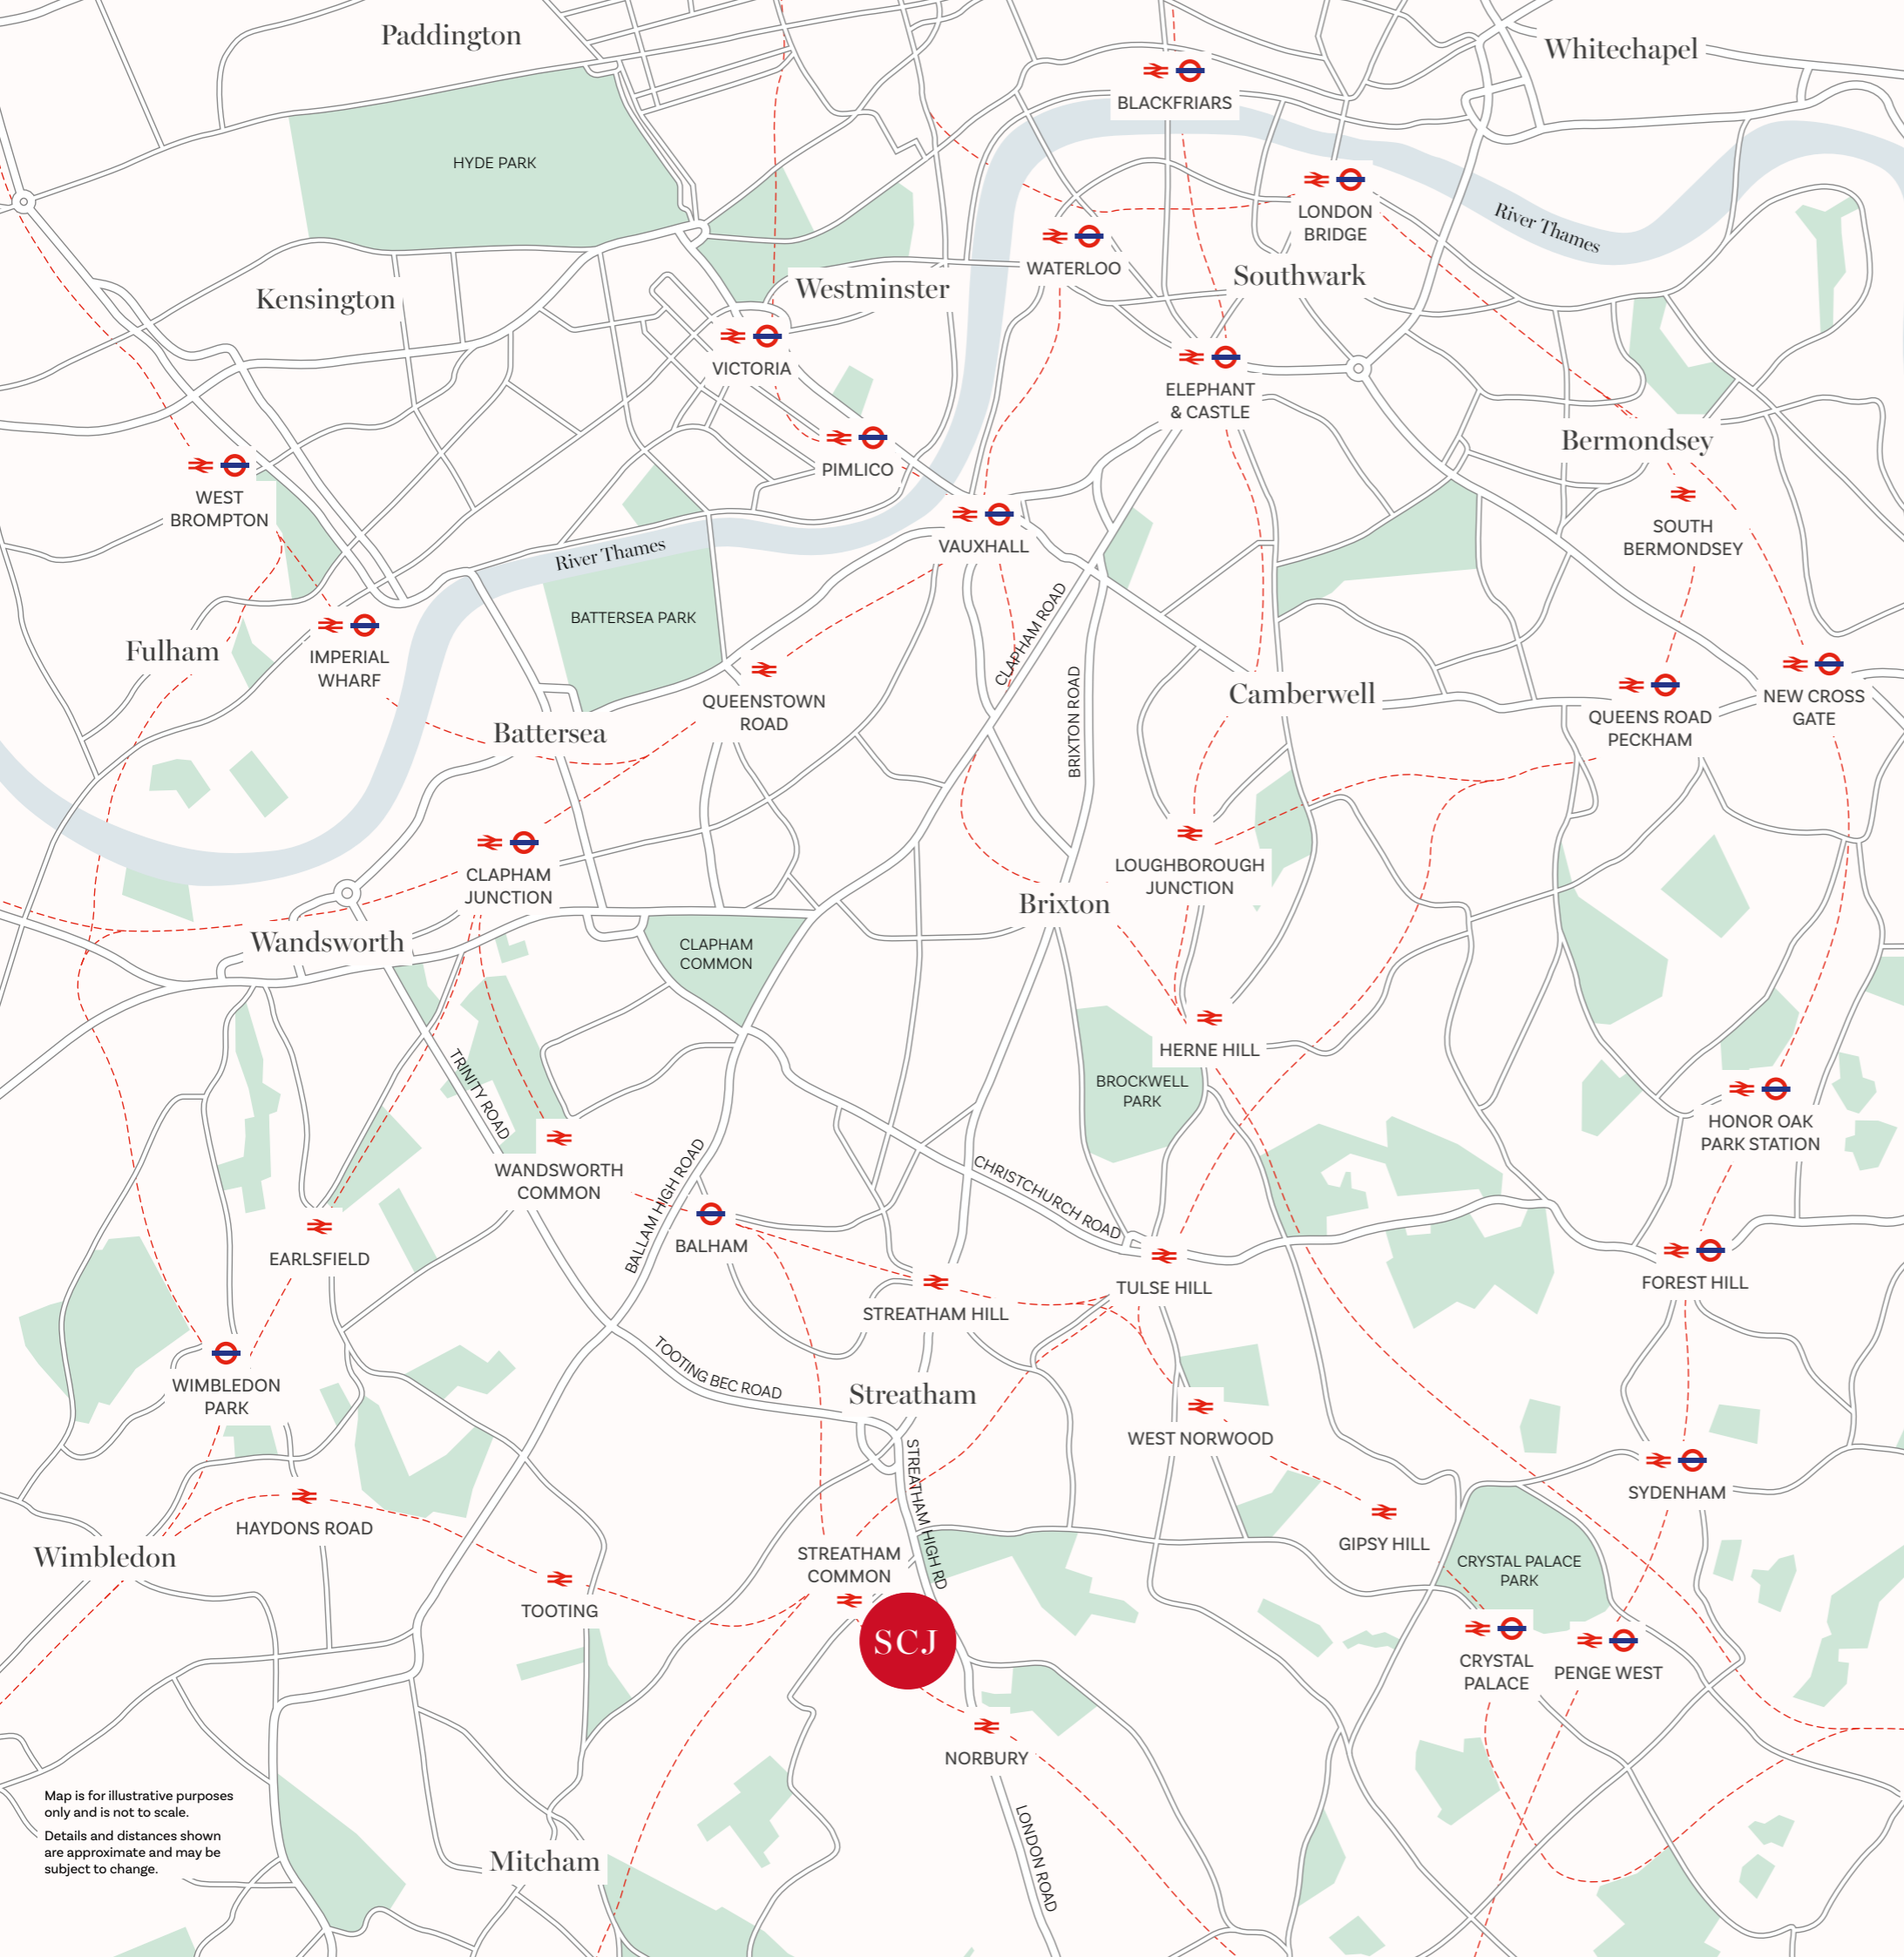 Paddington
Whitechapel
BLACKFRIARS
HYDE PARK
LONDON
BRIDGE
River Thames
WATERLOO
Southwark
Kensington
Westminster
VICTORIA
ELEPHANT
& CASTLE
Bermondsey
PIMLICO
WEST
BROMPTON
SOUTH
BERMONDSEY
VAUXHALL
River Thames
BATTERSEA PARK
CLAPHAM ROAD
Fulham
IMPERIAL
WHARF
QUEENSTOWN
ROAD
BRIXTON ROAD
Camberwell
NEW CROSS
GATE
QUEENS ROAD
PECKHAM
Battersea
CLAPHAM
JUNCTION
LOUGHBOROUGH
JUNCTION
Brixton
Wandsworth
CLAPHAM
COMMON
HERNE HILL
BROCKWELL
PARK
TRINITY ROAD
HONOR OAK
PARK STATION
WANDSWORTH
COMMON
BALLAM HIGH ROAD
CHRISTCHURCH ROAD
BALHAM
EARLSFIELD
STREATHAM HILL
TULSE HILL
FOREST HILL
WIMBLEDON
PARK
TOOTING BEC ROAD
Streatham
WEST NORWOOD
STREATHAM HIGH RD
SYDENHAM
HAYDONS ROAD
GIPSY HILL
Wimbledon
STREATHAM
COMMON
CRYSTAL PALACE
PARK
TOOTING
SCJ
CRYSTAL
PALACE
PENGE WEST
NORBURY
LONDON ROAD
Map is for illustrative purposes
only and is not to scale.
Details and distances shown
are approximate and may be
subject to change.
Mitcham